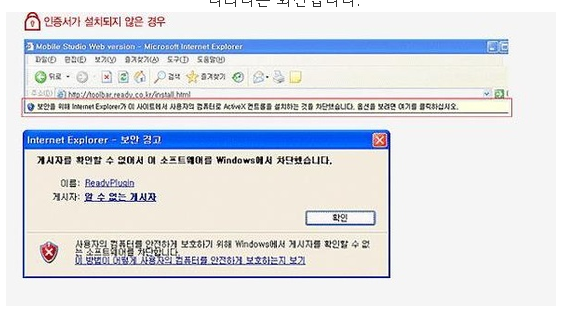 나타나는 화면입니다.
인증서가 설치되지 않은 경우
Mobile Studio Web version - Microsoft Internet Explorer
파일(F) 편집(E) 보기(V) 즐겨찾기(A) 도구(T) 도움말(H)
뒤로 검색 즐겨찾기
주소(D) http://toolbar.ready.co.kr/install.html
보안을 위해 Internet Explorer가 이 사이트에서 사용자의 컴퓨터로 ActiveX 컨트롤을 설치하는 것을 차단했습니다. 옵션을 보려면 여기를 클릭하십시오.
Internet Explorer - 보안 경고
게시자를 확인할 수 없어서 이 소프트웨어를 Windows에서 차단했습니다.
이름: ReadyPlugin
게시자: 알 수 없는 게시자
확인
사용자의 컴퓨터를 안전하게 보호하기 위해 Windows에서 게시자를 확인할 수 없
는 소프트웨어를 차단합니다.
이 방법이 어떻게 사용자의 컴퓨터를 안전하게 보호하는지 보기